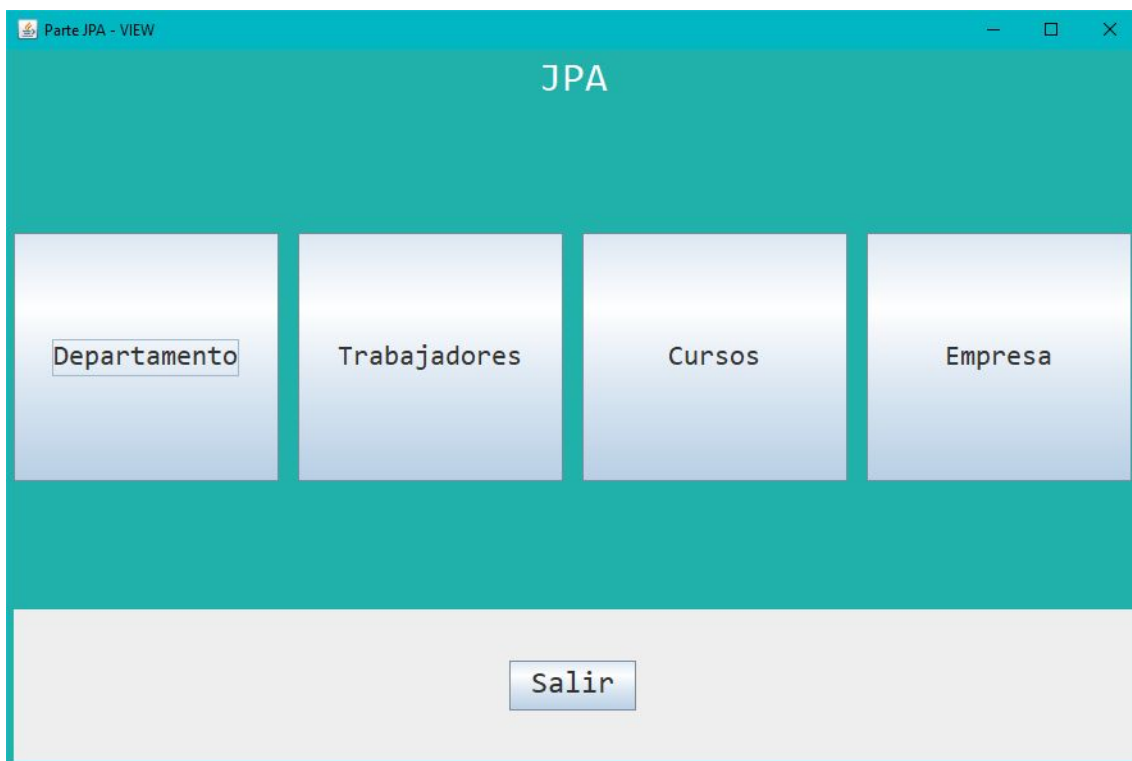 Parte JPA - VIEW
JPA
Departamento
Trabajadores
Cursos
Empresa
Salir